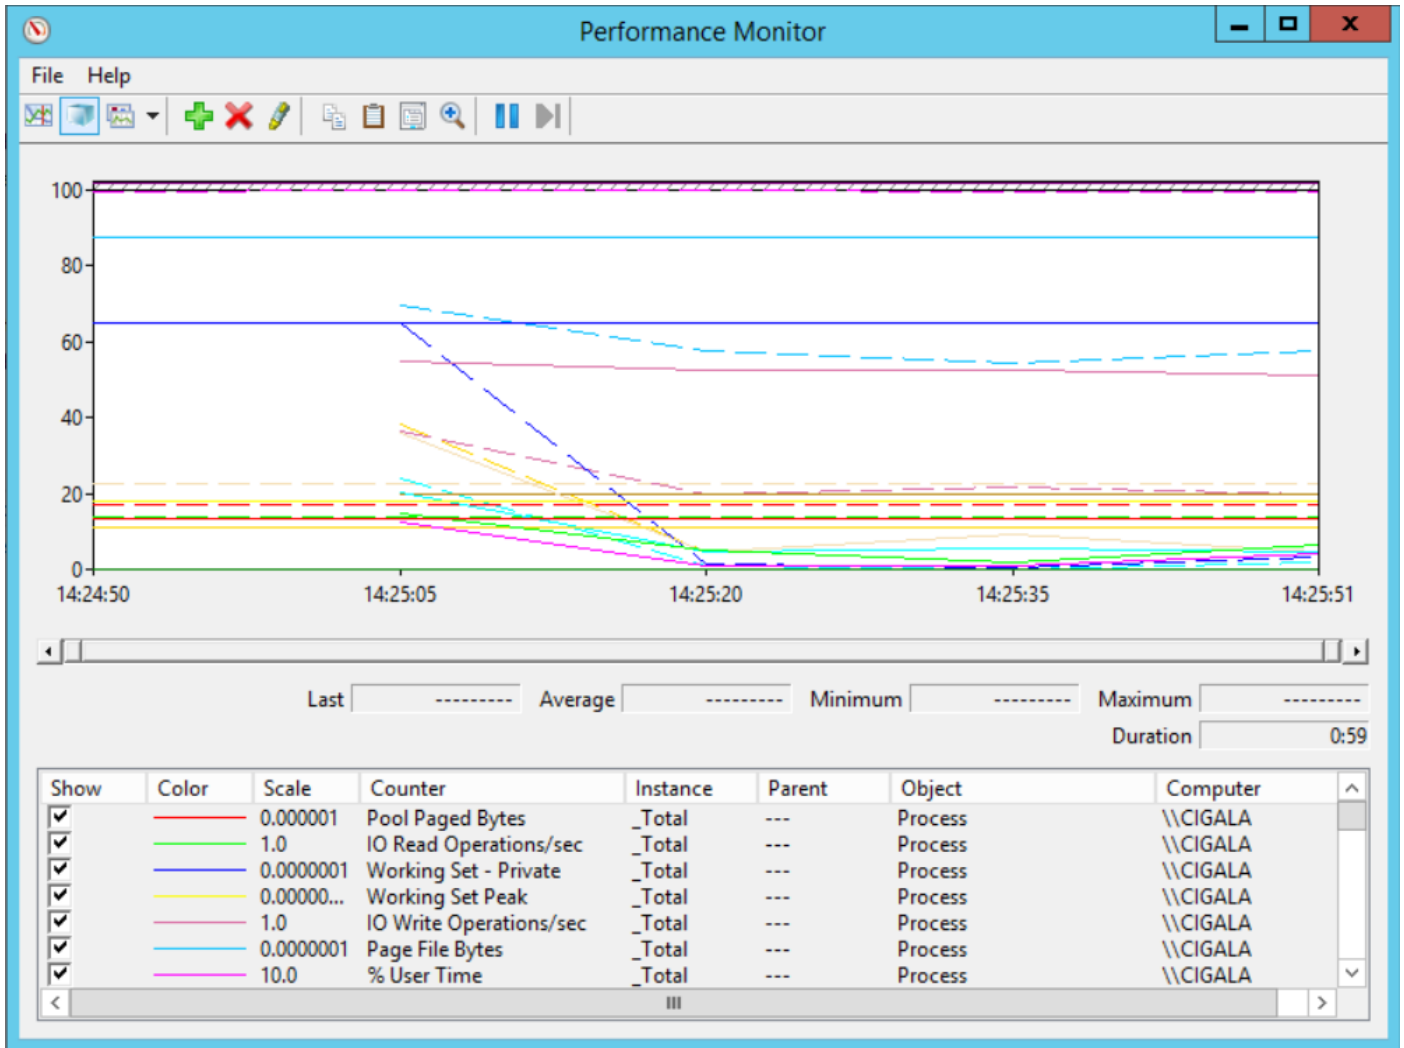 Performance Monitor
File Help
100
80
60
40
20
0
14:24:50 14:25:05 14:25:20 14:25:35 14:25:51
Last --------- Average --------- Minimum --------- Maximum ---------
Duration 0:59
Show Color Scale Counter Instance Parent Object Computer
0.000001 Pool Paged Bytes _Total --- Process \\CIGALA
1.0 IO Read Operations/sec _Total --- Process \\CIGALA
0.0000001 Working Set - Private _Total --- Process \\CIGALA
0.00000... Working Set Peak _Total --- Process \\CIGALA
1.0 IO Write Operations/sec _Total --- Process \\CIGALA
0.0000001 Page File Bytes _Total --- Process \\CIGALA
10.0 % User Time _Total --- Process \\CIGALA